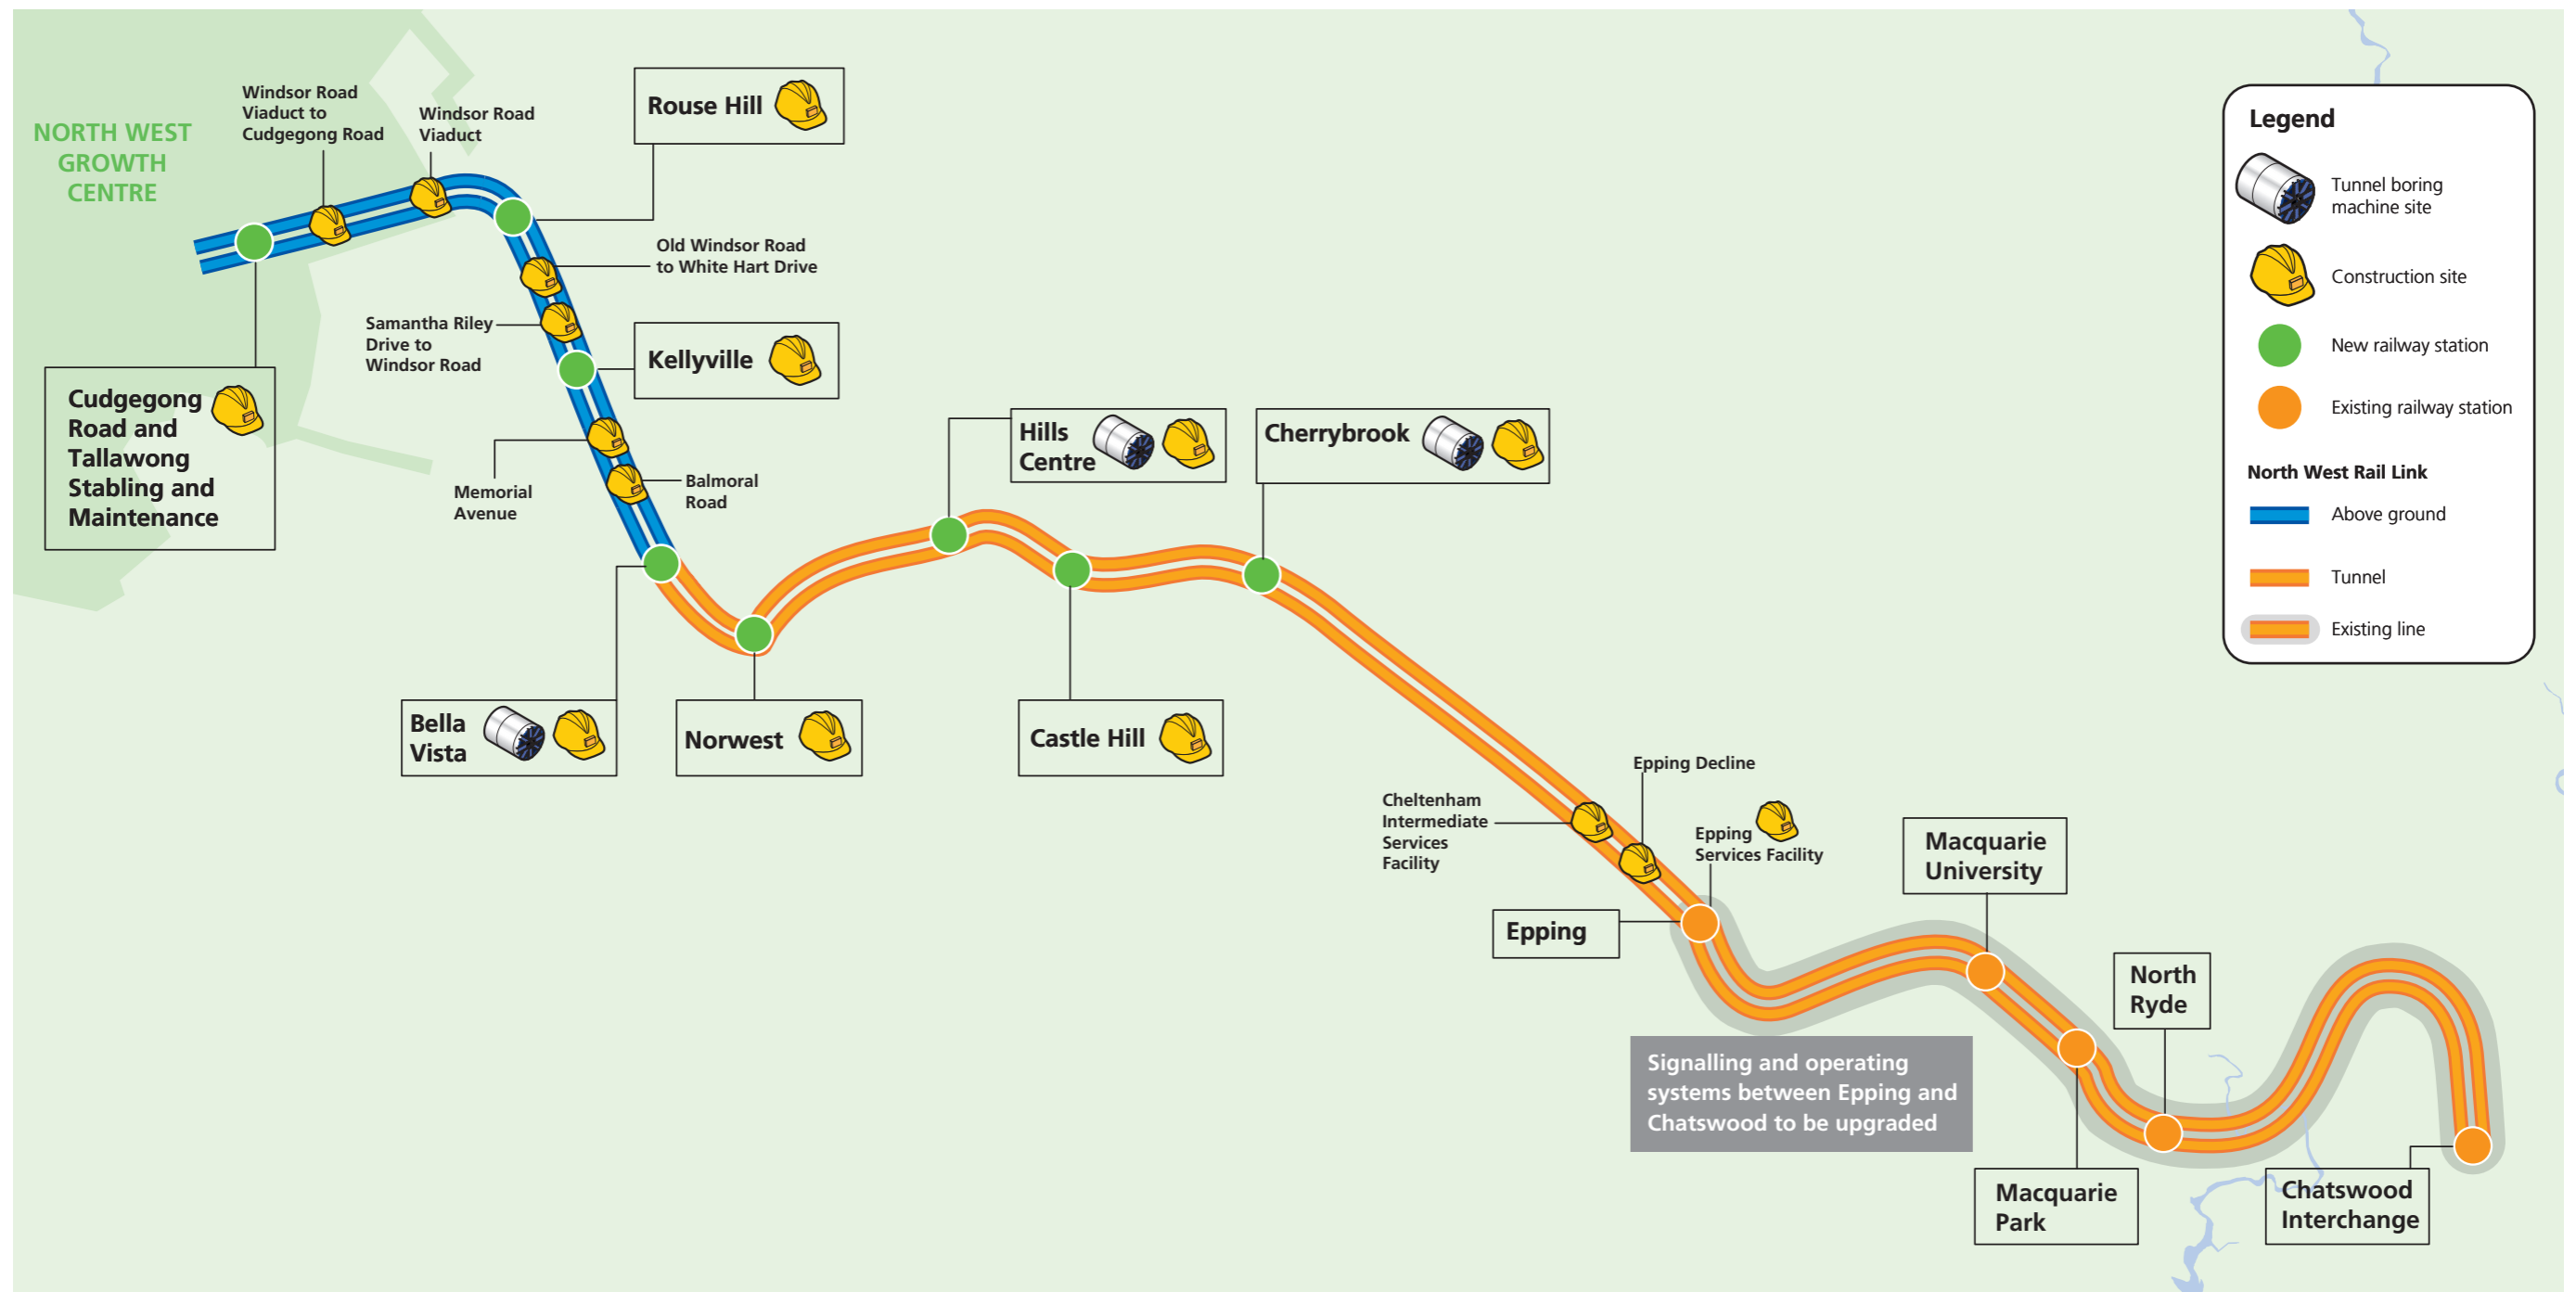 NORTH WEST
GROWTH
CENTRE
Windsor Road
Viaduct to
Cudgegong Road
Windsor Road
Viaduct
Rouse Hill
Old Windsor Road
to White Hart Drive
Samantha Riley
Drive to
Windsor Road
Kellyville
Cudgegong
Road and
Tallawong
Stabling and
Maintenance
Memorial
Avenue
Balmoral
Road
Hills
Centre
Cherrybrook
Bella
Vista
Norwest
Castle Hill
Epping Decline
Cheltenham
Intermediate
Services
Facility
Epping
Services Facility
Epping
Macquarie
University
North
Ryde
Signalling and operating
systems between Epping and
Chatswood to be upgraded
Macquarie
Park
Chatswood
Interchange
Legend
Tunnel boring
machine site
Construction site
New railway station
Existing railway station
North West Rail Link
Above ground
Tunnel
Existing line